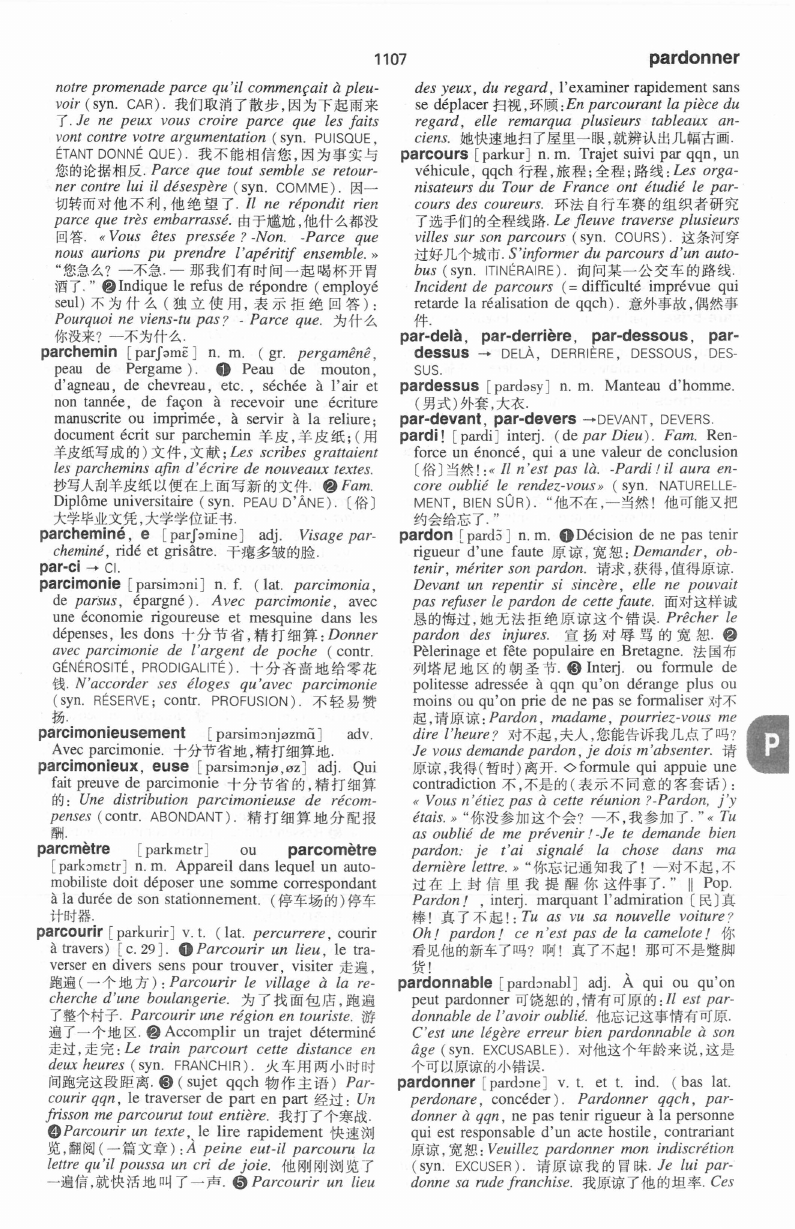 1107
pardonner
notre promenade parce qu'il commençait à pleu-
voir (syn. CAR). 我们取消了散步,因为下起雨来
了. Je ne peux vous croire parce que les faits
vont contre votre argumentation (syn. PUISQUE,
ÉTANT DONNÉ QUE). 我不能相信您,因为事实与
您的论据相反. Parce que tout semble se retour-
ner contre lui il désespère (syn. COMME). 因一
切转而对他不利,他绝望了. Il ne répondit rien
parce que très embarrassé. 由于尴尬,他什么都没
回答. « Vous êtes pressée ? -Non. -Parce que
nous aurions pu prendre l'apéritif ensemble. »
“您急么? —不急. — 那我们有时间一起喝杯开胃
酒了.” ❷Indique le refus de répondre (employé
seul) 不为什么(独立使用,表示拒绝回答):
Pourquoi ne viens-tu pas? - Parce que. 为什么
你没来? —不为什么.
parchemin [parʃəmɛ̃] n. m. ( gr. pergamênê,
peau de Pergame ). ❶ Peau de mouton,
d'agneau, de chevreau, etc. , séchée à l'air et
non tannée, de façon à recevoir une écriture
manuscrite ou imprimée, à servir à la reliure;
document écrit sur parchemin 羊皮,羊皮纸;(用
羊皮纸写成的)文件,文献; Les scribes grattaient
les parchemins afin d'écrire de nouveaux textes.
抄写人刮羊皮纸以便在上面写新的文件. ❷ Fam.
Diplôme universitaire (syn. PEAU D'ÂNE). 〔俗〕
大学毕业文凭,大学学位证书.
parcheminé, e [parʃəmine] adj. Visage par-
cheminé, ridé et grisâtre. 干瘪多皱的脸.
par-ci → CI.
parcimonie [parsimɔni] n. f. (lat. parcimonia,
de parsus, épargné). Avec parcimonie, avec
une économie rigoureuse et mesquine dans les
dépenses, les dons 十分节省,精打细算: Donner
avec parcimonie de l'argent de poche ( contr.
GÉNÉROSITÉ, PRODIGALITÉ). 十分吝啬地给零花
钱. N'accorder ses éloges qu'avec parcimonie
(syn. RÉSERVE; contr. PROFUSION). 不轻易赞
扬.
parcimonieusement [parsimɔnjøzmɑ̃] adv.
Avec parcimonie. 十分节省地,精打细算地.
parcimonieux, euse [parsimɔnjø,øz] adj. Qui
fait preuve de parcimonie 十分节省的,精打细算
的: Une distribution parcimonieuse de récom-
penses (contr. ABONDANT). 精打细算地分配报
酬.
parcmètre [parkmɛtr] ou parcomètre
[parkɔmɛtr] n. m. Appareil dans lequel un auto-
mobiliste doit déposer une somme correspondant
à la durée de son stationnement. (停车场的)停车
计时器.
parcourir [parkurir] v. t. (lat. percurrere, courir
à travers) [c. 29]. ❶Parcourir un lieu, le tra-
verser en divers sens pour trouver, visiter 走遍,
跑遍(一个地方): Parcourir le village à la re-
cherche d'une boulangerie. 为了找面包店,跑遍
了整个村子. Parcourir une région en touriste. 游
遍了一个地区. ❷ Accomplir un trajet déterminé
走过,走完: Le train parcourt cette distance en
deux heures (syn. FRANCHIR). 火车用两小时时
间跑完这段距离. ❸ (sujet qqch 物作主语) Par-
courir qqn, le traverser de part en part 经过: Un
frisson me parcourut tout entière. 我打了个寒战.
❹Parcourir un texte, le lire rapidement 快速浏
览,翻阅(一篇文章): À peine eut-il parcouru la
lettre qu'il poussa un cri de joie. 他刚刚浏览了
一遍信,就快活地叫了一声. ❺ Parcourir un lieu
des yeux, du regard, l'examiner rapidement sans
se déplacer 扫视,环顾: En parcourant la pièce du
regard, elle remarqua plusieurs tableaux an-
ciens. 她快速地扫了屋里一眼,就辨认出几幅古画.
parcours [parkur] n. m. Trajet suivi par qqn, un
véhicule, qqch 行程,旅程;全程;路线: Les orga-
nisateurs du Tour de France ont étudié le par-
cours des coureurs. 环法自行车赛的组织者研究
了选手们的全程线路. Le fleuve traverse plusieurs
villes sur son parcours (syn. COURS). 这条河穿
过好几个城市. S'informer du parcours d'un auto-
bus (syn. ITINÉRAIRE). 询问某一公交车的路线.
Incident de parcours (= difficulté imprévue qui
retarde la réalisation de qqch). 意外事故,偶然事
件.
par-delà, par-derrière, par-dessous, par-
dessus → DELÀ, DERRIÈRE, DESSOUS, DES-
SUS.
pardessus [pardəsy] n. m. Manteau d'homme.
(男式)外套,大衣.
par-devant, par-devers →DEVANT, DEVERS.
pardi! [pardi] interj. (de par Dieu). Fam. Ren-
force un énoncé, qui a une valeur de conclusion
〔俗〕当然!:« Il n'est pas là. -Pardi ! il aura en-
core oublié le rendez-vous» (syn. NATURELLE-
MENT, BIEN SÛR). “他不在,—当然! 他可能又把
约会给忘了.”
pardon [pardɔ̃] n. m. ❶Décision de ne pas tenir
rigueur d'une faute 原谅,宽恕: Demander, ob-
tenir, mériter son pardon. 请求,获得,值得原谅.
Devant un repentir si sincère, elle ne pouvait
pas refuser le pardon de cette faute. 面对这样诚
恳的悔过,她无法拒绝原谅这个错误. Prêcher le
pardon des injures. 宣扬对辱骂的宽恕. ❷
Pèlerinage et fête populaire en Bretagne. 法国布
列塔尼地区的朝圣节. ❸ Interj. ou formule de
politesse adressée à qqn qu'on dérange plus ou
moins ou qu'on prie de ne pas se formaliser 对不
起,请原谅: Pardon, madame, pourriez-vous me
dire l'heure? 对不起,夫人,您能告诉我几点了吗?
Je vous demande pardon, je dois m'absenter. 请
原谅,我得(暂时)离开. ◇formule qui appuie une
contradiction 不,不是的(表示不同意的客套话):
« Vous n'étiez pas à cette réunion ?-Pardon, j'y
étais. » “你没参加这个会? —不,我参加了.” « Tu
as oublié de me prévenir ! -Je te demande bien
pardon: je t'ai signalé la chose dans ma
dernière lettre. » “你忘记通知我了! —对不起,不
过在上封信里我提醒你这件事了.” ‖ Pop.
Pardon! , interj. marquant l'admiration〔民〕真
棒! 真了不起!: Tu as vu sa nouvelle voiture?
Oh! pardon! ce n'est pas de la camelote! 你
看见他的新车了吗? 啊! 真了不起! 那可不是蹩脚
货!
pardonnable [pardɔnabl] adj. À qui ou qu'on
peut pardonner 可饶恕的,情有可原的: Il est par-
donnable de l'avoir oublié. 他忘记这事情有可原.
C'est une légère erreur bien pardonnable à son
âge (syn. EXCUSABLE). 对他这个年龄来说,这是
个可以原谅的小错误.
pardonner [pardɔne] v. t. et t. ind. ( bas lat.
perdonare, concéder). Pardonner qqch, par-
donner à qqn, ne pas tenir rigueur à la personne
qui est responsable d'un acte hostile, contrariant
原谅,宽恕: Veuillez pardonner mon indiscrétion
(syn. EXCUSER). 请原谅我的冒昧. Je lui par-
donne sa rude franchise. 我原谅了他的坦率. Ces
P